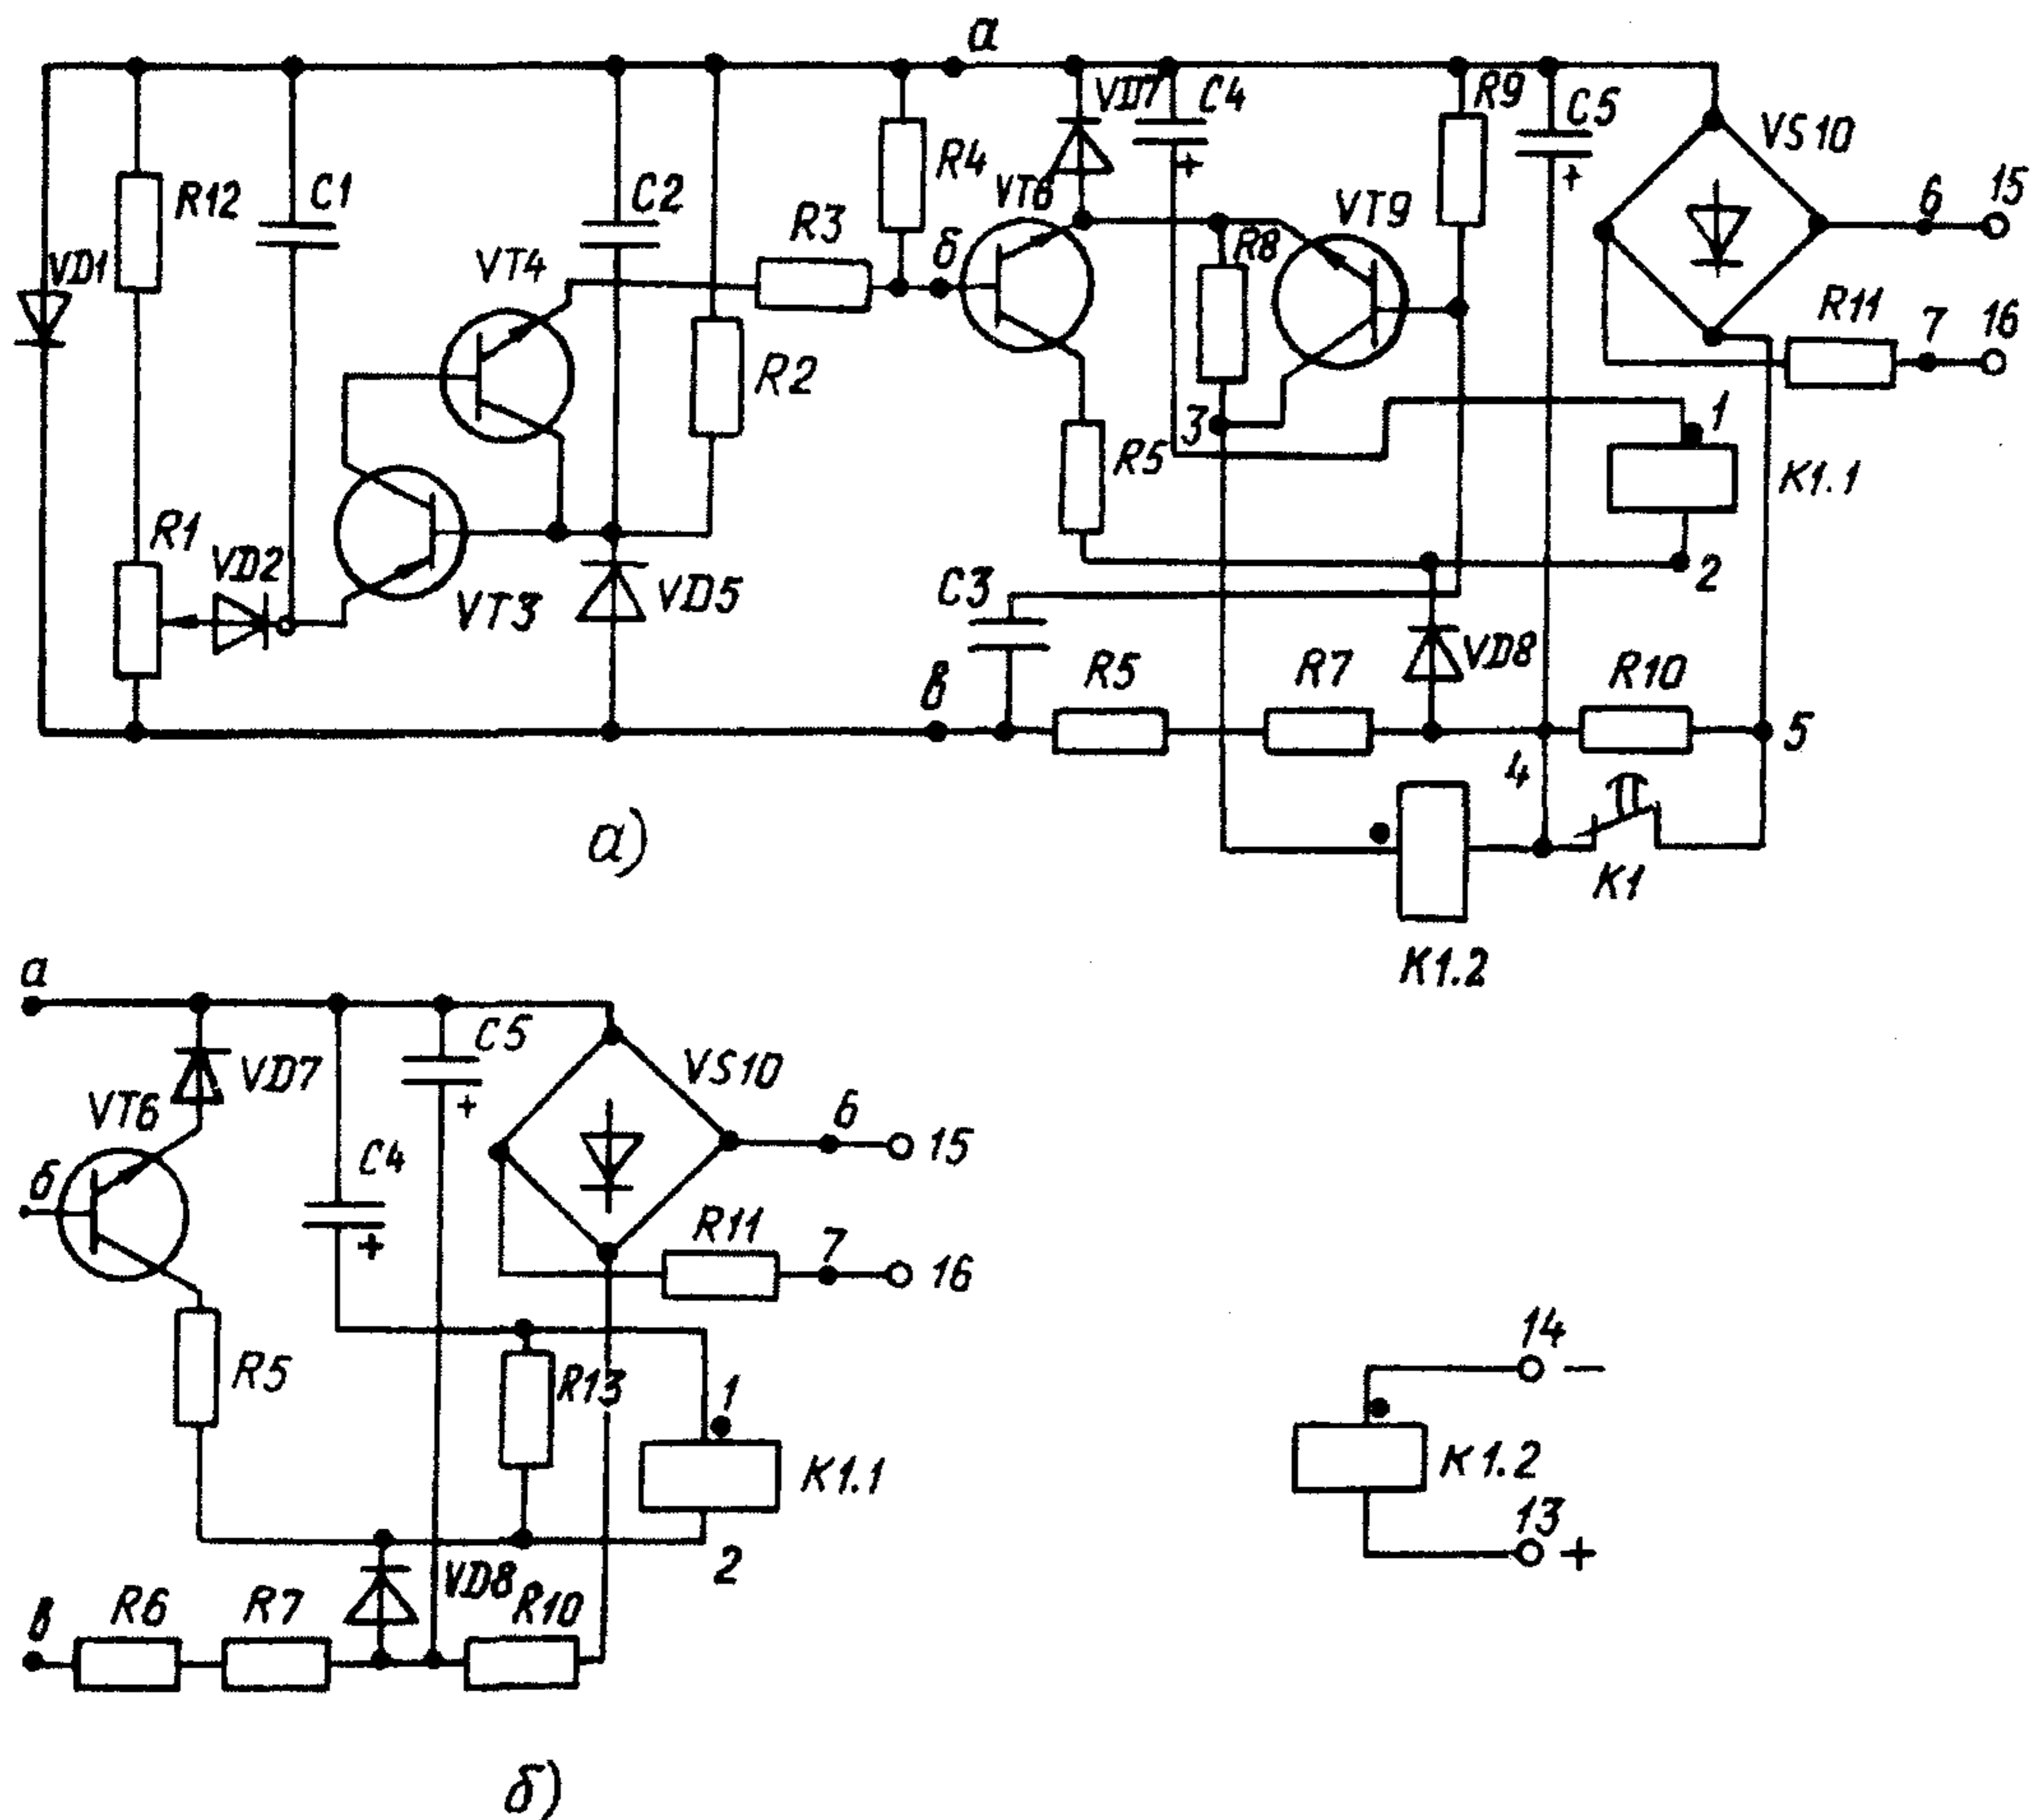 а
VD7
C4
R9
C5
VS10
R12
C1
C2
R4
VT6
VT9
6
15
VD1
VT4
R3
б
R8
R11
7
16
R2
3
R5
1
K1.1
R1
VD2
VT3
VD5
C3
2
в
R5
R7
VD8
R10
4
5
а)
K1
K1.2
а
C5
VD7
VS10
VT6
6
15
C4
б
R11
7
16
R5
R13
1
K1.1
14 −
K1.2
13 +
VD8
2
в
R6
R7
R10
б)